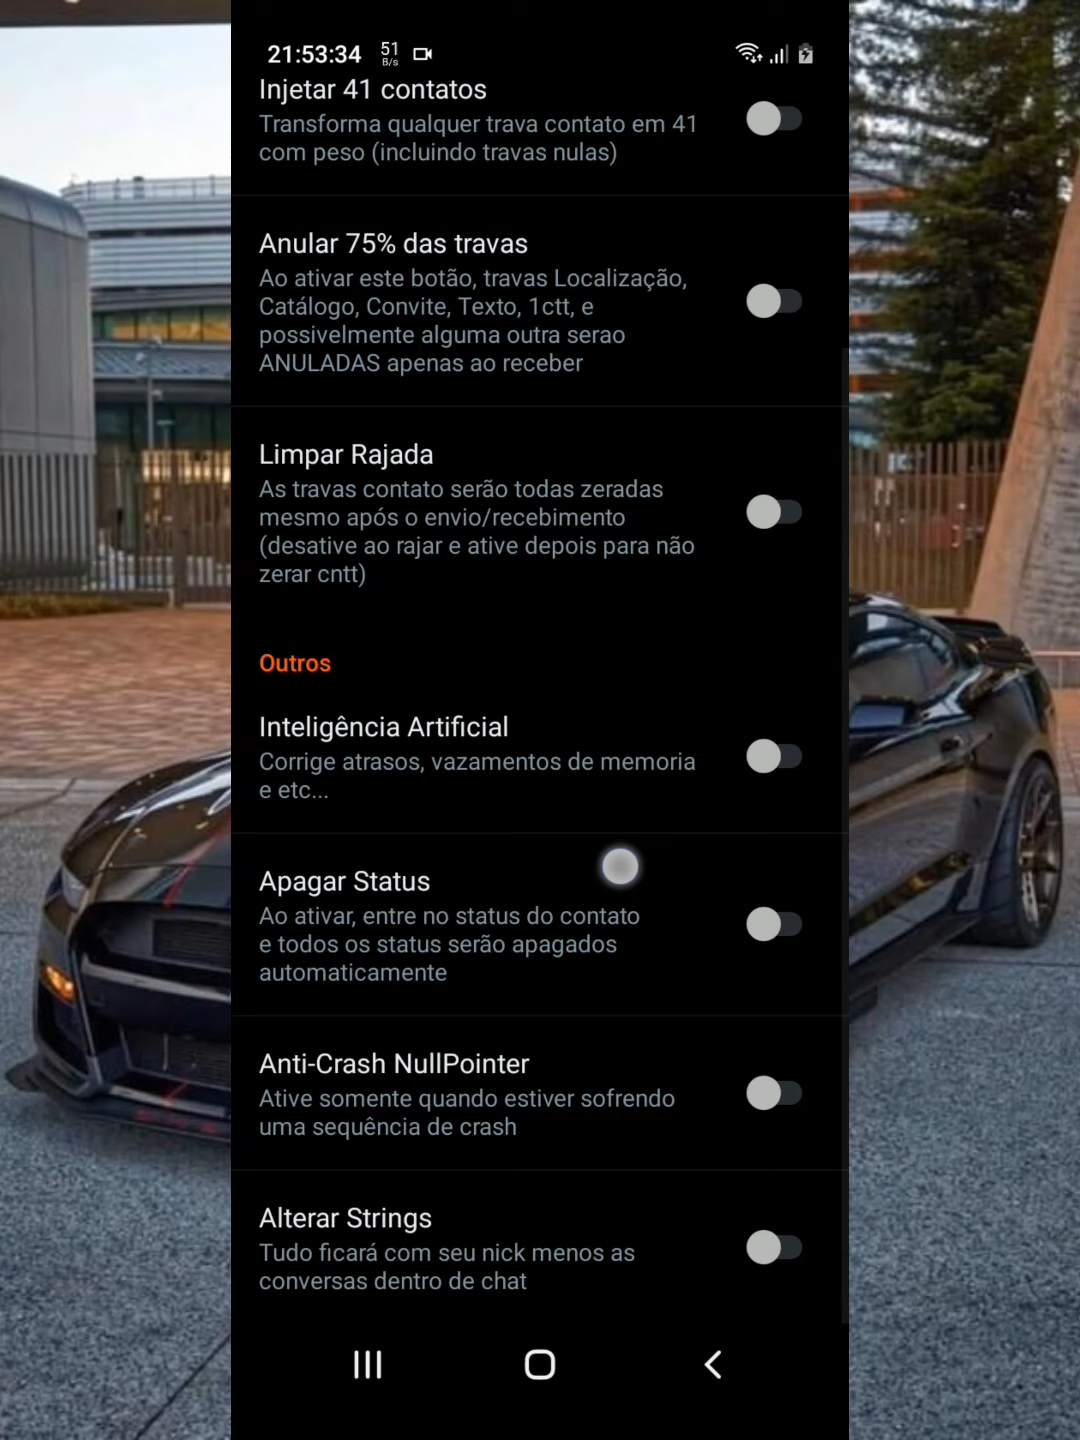 21:53:34
51
B/s
Injetar 41 contatos
Transforma qualquer trava contato em 41
com peso (incluindo travas nulas)
Anular 75% das travas
Ao ativar este botão, travas Localização,
Catálogo, Convite, Texto, 1ctt, e
possivelmente alguma outra serao
ANULADAS apenas ao receber
Limpar Rajada
As travas contato serão todas zeradas
mesmo após o envio/recebimento
(desative ao rajar e ative depois para não
zerar cntt)
Outros
Inteligência Artificial
Corrige atrasos, vazamentos de memoria
e etc...
Apagar Status
Ao ativar, entre no status do contato
e todos os status serão apagados
automaticamente
Anti-Crash NullPointer
Ative somente quando estiver sofrendo
uma sequência de crash
Alterar Strings
Tudo ficará com seu nick menos as
conversas dentro de chat